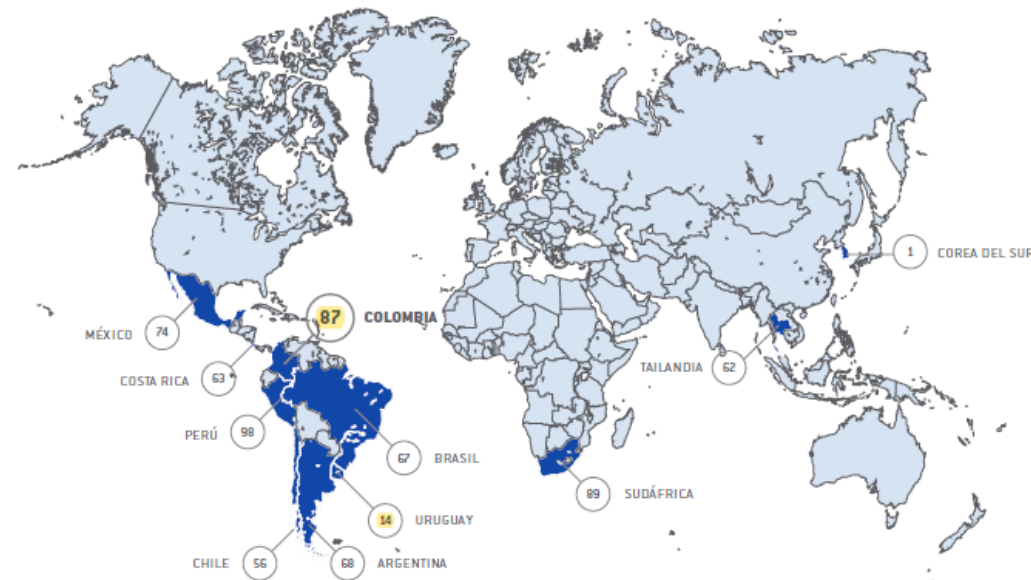 1 COREA DEL SUR
87 COLOMBIA
MÉXICO 74
TAILANDIA 62
COSTA RICA 63
PERÚ 98
67 BRASIL
89 SUDÁFRICA
14 URUGUAY
CHILE 56
68 ARGENTINA